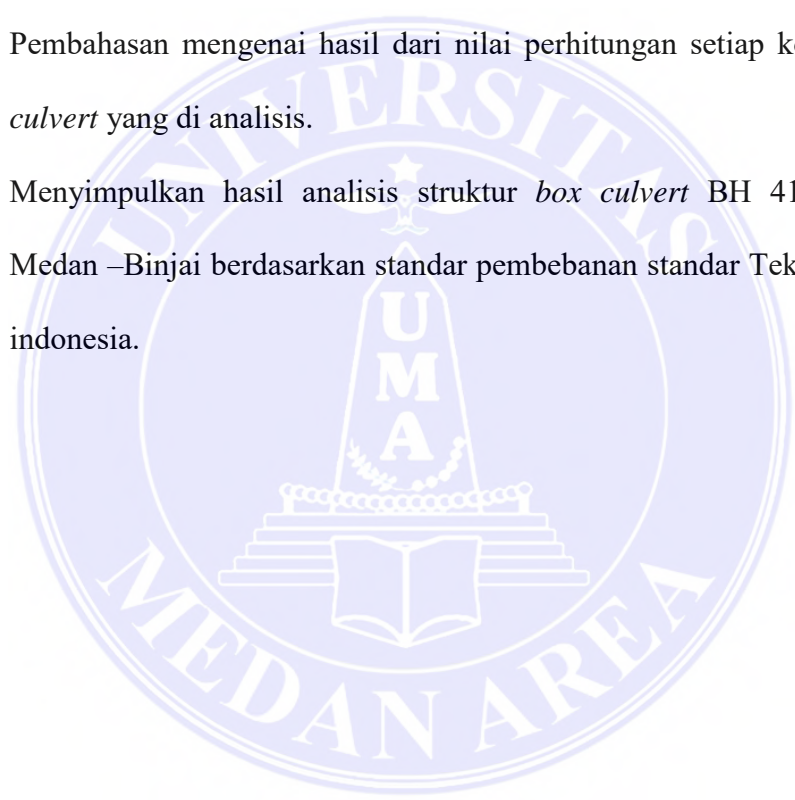 Pembahasan mengenai hasil dari nilai perhitungan setiap
culvert yang di analisis.
Menyimpulkan hasil analisis struktur box culvert BH 41
Medan –Binjai berdasarkan standar pembebanan standar
indonesia.
UNIVERSITAS
UMA
MEDAN AREA